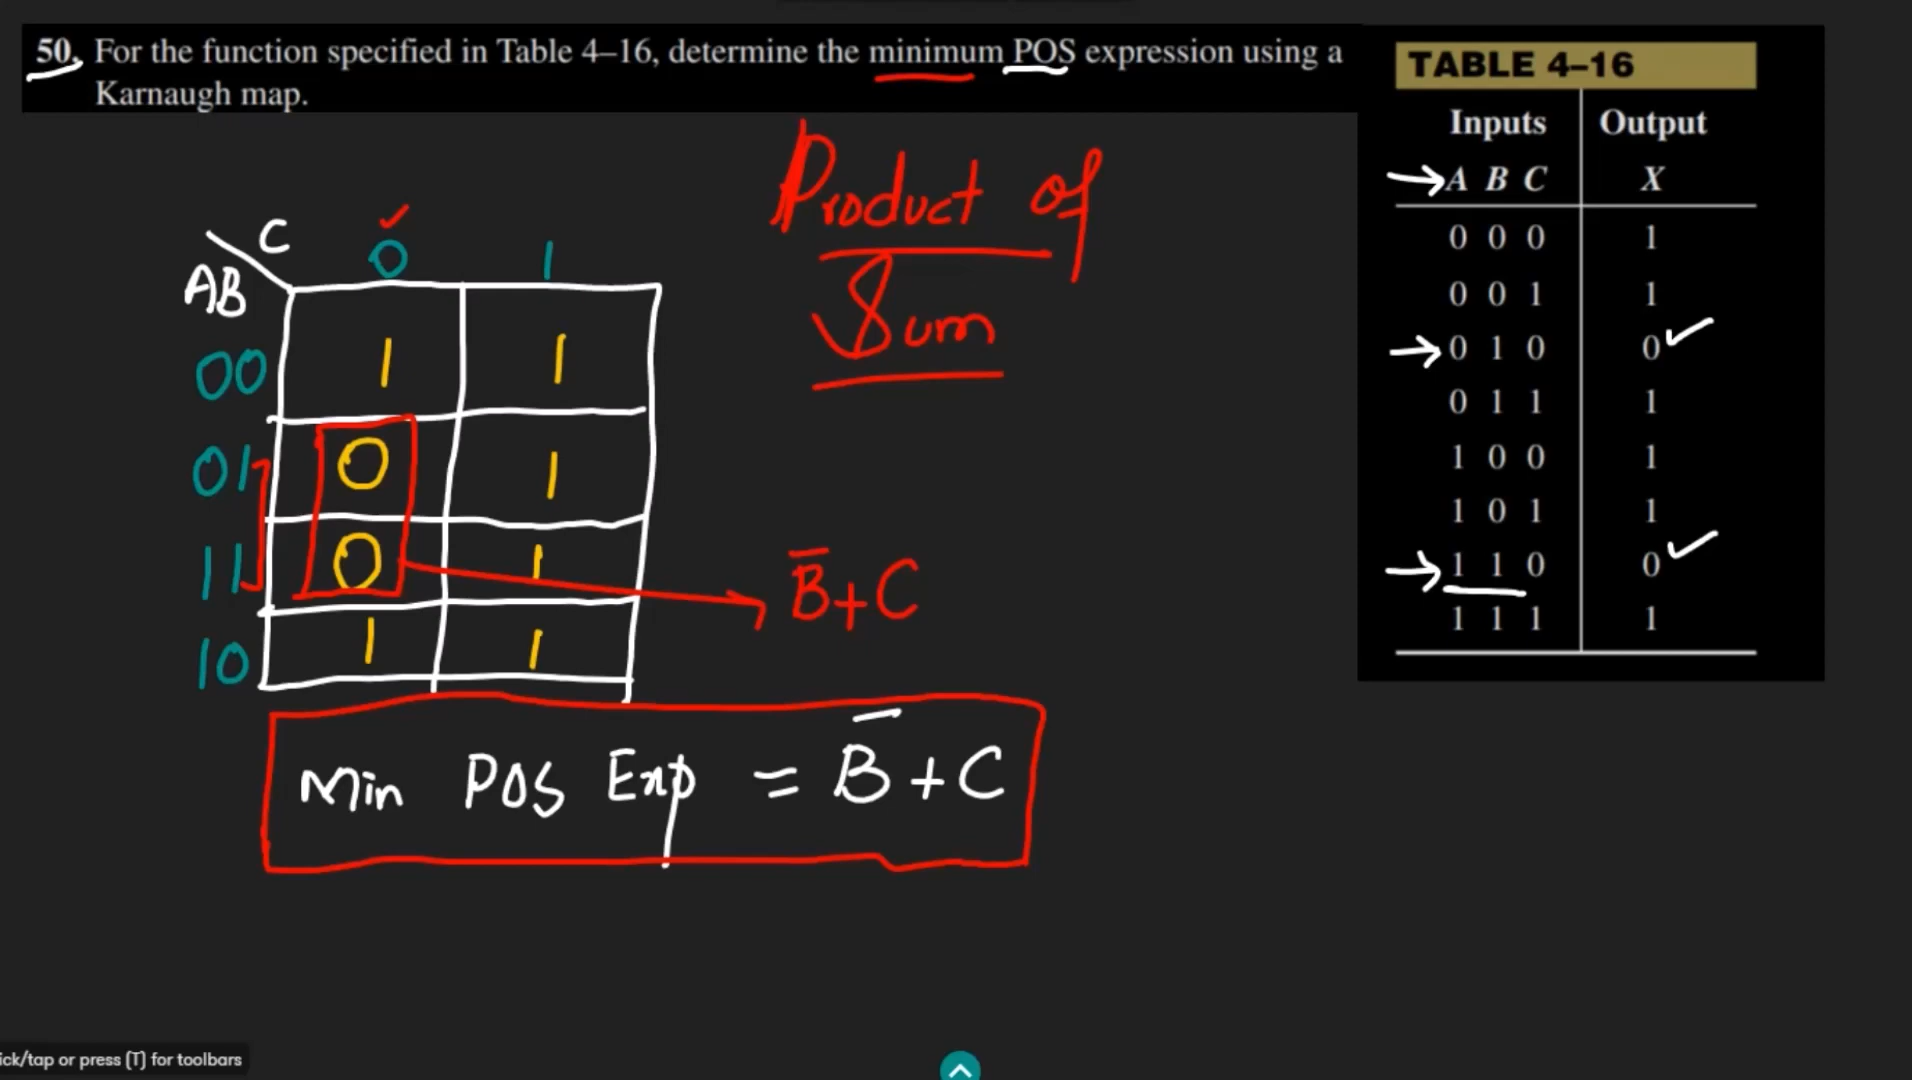 50. For the function specified in Table 4–16, determine the minimum POS expression using a
Karnaugh map.
TABLE 4–16
Inputs Output
A B C X
0 0 0 1
0 0 1 1
0 1 0 0
0 1 1 1
1 0 0 1
1 0 1 1
1 1 0 0
1 1 1 1
Product of
Sum
C
AB
0 1
00 1 1
01 0 1
11 0 1
10 1 1
B̅+C
Min POS Exp = B̅+C
ick/tap or press (T) for toolbars